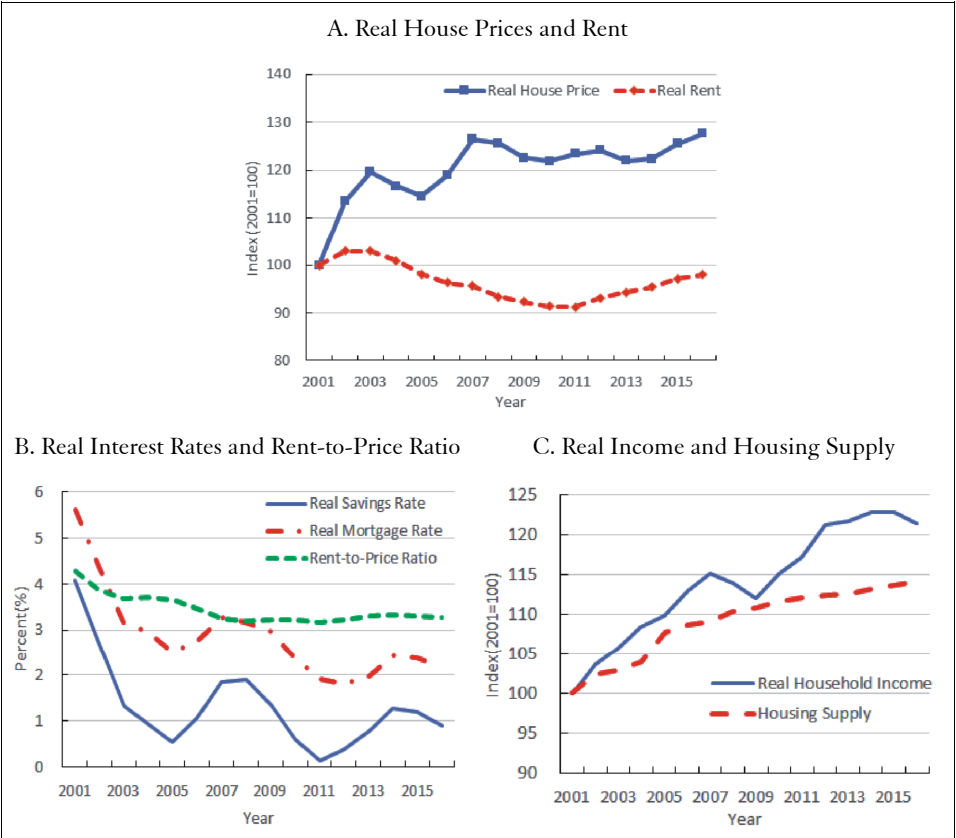 A. Real House Prices and Rent
140
130
120
110
100
90
80
Index (2001=100)
Real House Price
Real Rent
2001 2003 2005 2007 2009 2011 2013 2015
Year
B. Real Interest Rates and Rent-to-Price Ratio
6
5
4
3
2
1
0
Percent(%)
Real Savings Rate
Real Mortgage Rate
Rent-to-Price Ratio
2001 2003 2005 2007 2009 2011 2013 2015
Year
C. Real Income and Housing Supply
125
120
115
110
105
100
95
90
Index(2001=100)
Real Household Income
Housing Supply
2001 2003 2005 2007 2009 2011 2013 2015
Year